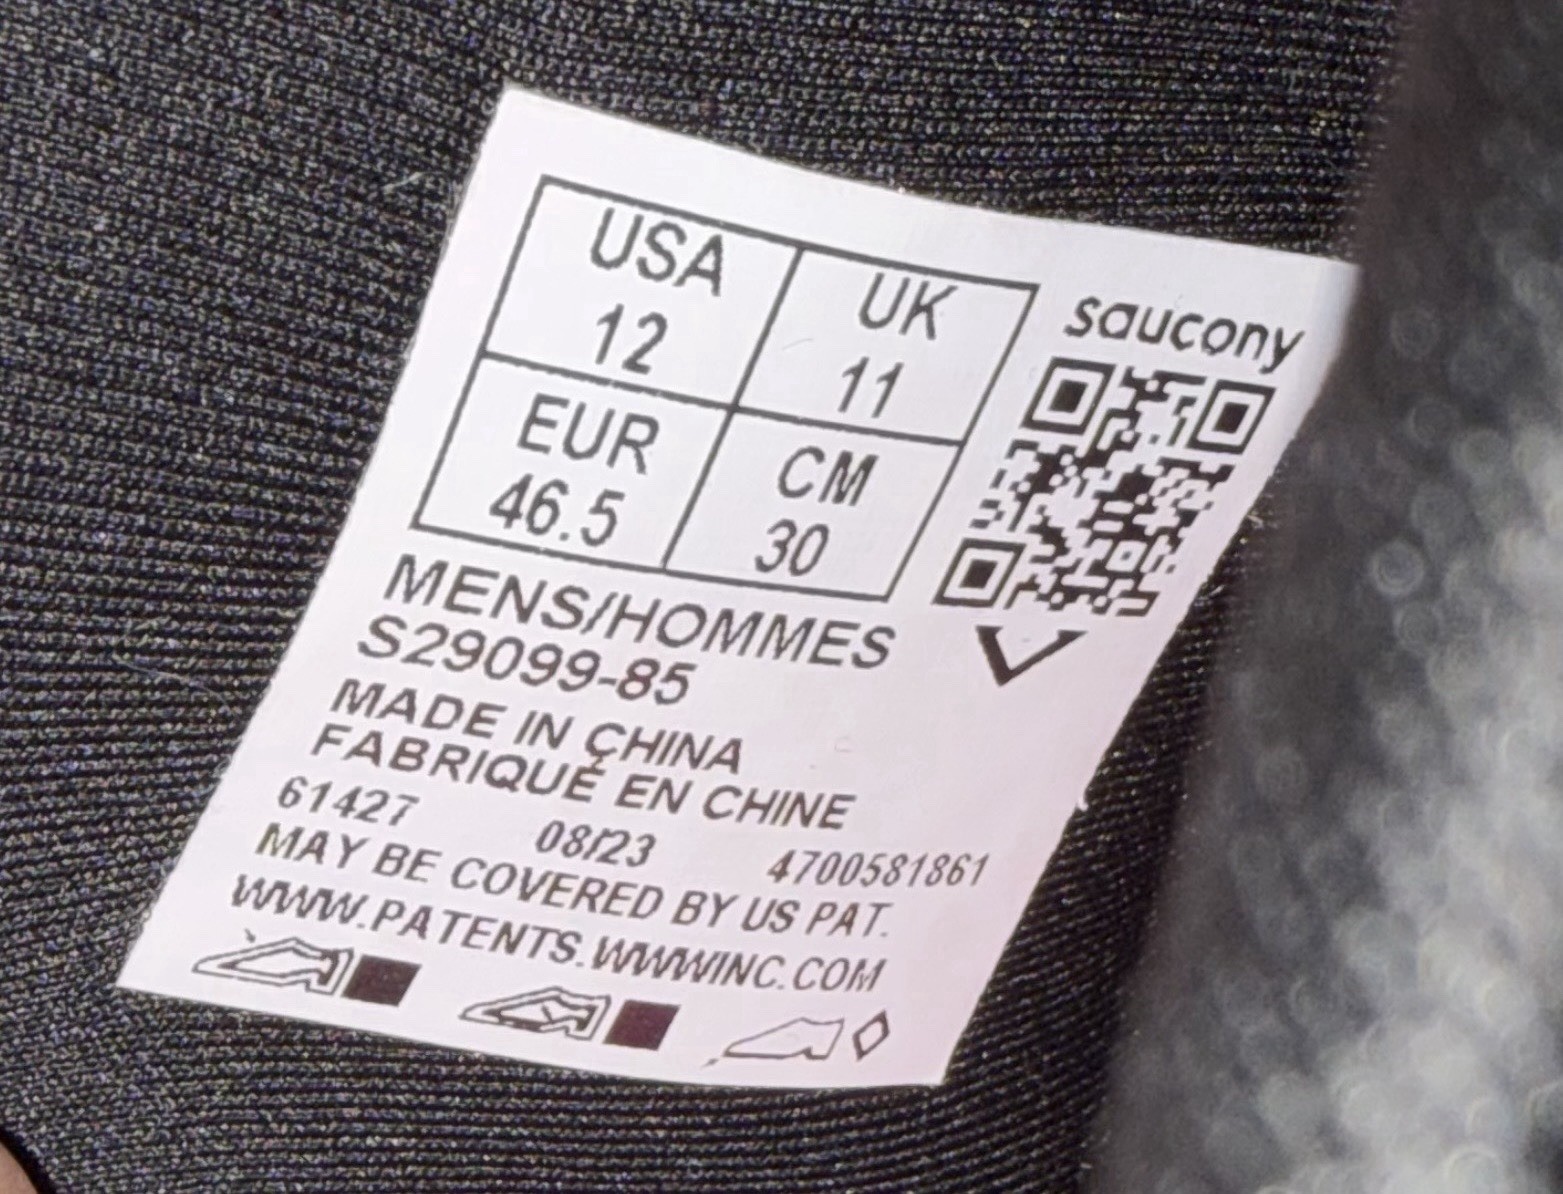 USA
12
UK
11
EUR
46.5
CM
30
saucony
MENS/HOMMES
S29099-85
MADE IN CHINA
FABRIQUÉ EN CHINE
61427 08/23 4700581861
MAY BE COVERED BY US PAT.
WWW.PATENTS.WWWINC.COM